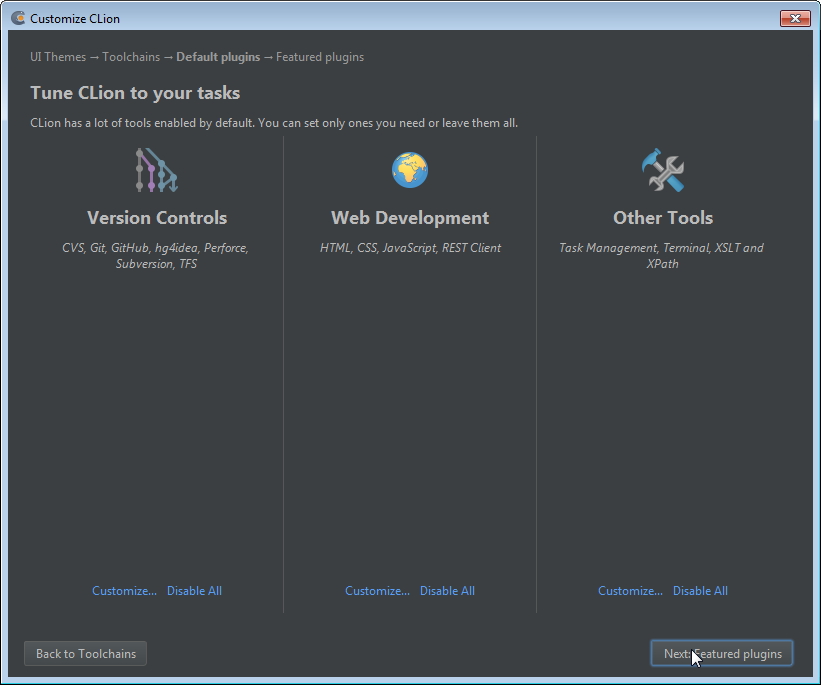 Customize CLion
UI Themes → Toolchains → Default plugins → Featured plugins
Tune CLion to your tasks
CLion has a lot of tools enabled by default. You can set only ones you need or leave them all.
Version Controls
CVS, Git, GitHub, hg4idea, Perforce,
Subversion, TFS
Customize... Disable All
Web Development
HTML, CSS, JavaScript, REST Client
Customize... Disable All
Other Tools
Task Management, Terminal, XSLT and
XPath
Customize... Disable All
Back to Toolchains
Next: Featured plugins